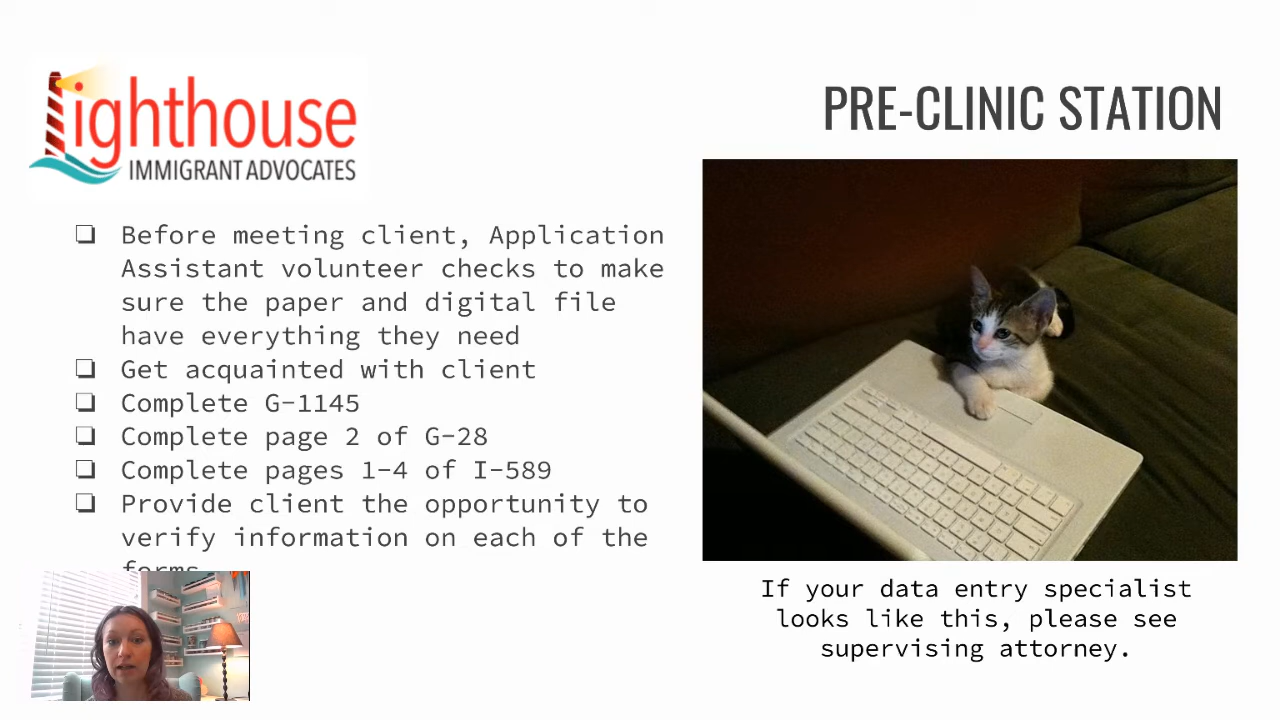 lighthouse
IMMIGRANT ADVOCATES
PRE-CLINIC STATION
❏ Before meeting client, Application
Assistant volunteer checks to make
sure the paper and digital file
have everything they need
❏ Get acquainted with client
❏ Complete G-1145
❏ Complete page 2 of G-28
❏ Complete pages 1-4 of I-589
❏ Provide client the opportunity to
verify information on each of the
forms
If your data entry specialist
looks like this, please see
supervising attorney.